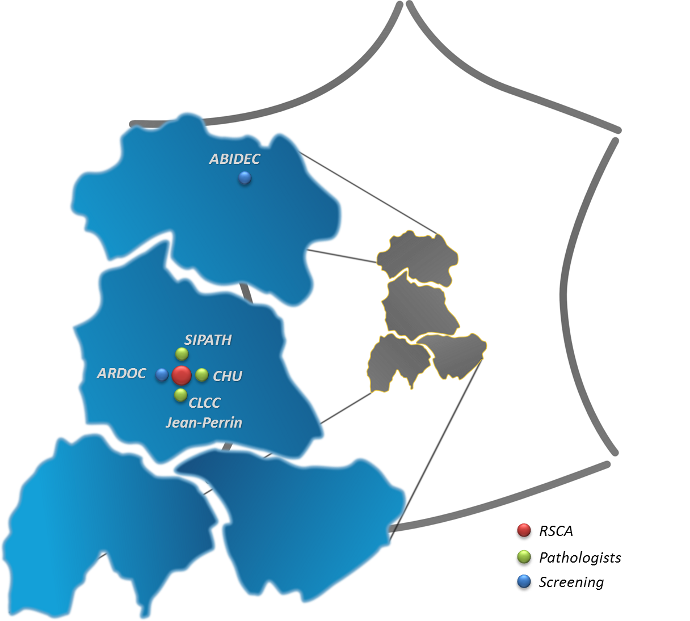 ABIDEC
SIPATH
ARDOC
CHU
CLCC
Jean-Perrin
RSCA
Pathologists
Screening